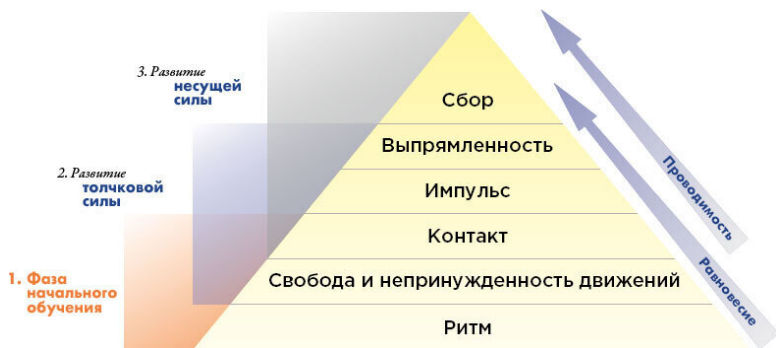 3. Развитие
несущей
силы
2. Развитие
толчковой
силы
1. Фаза
начального
обучения
Сбор
Выпрямленность
Импульс
Контакт
Свобода и непринужденность движений
Ритм
Проводимость
Равновесие